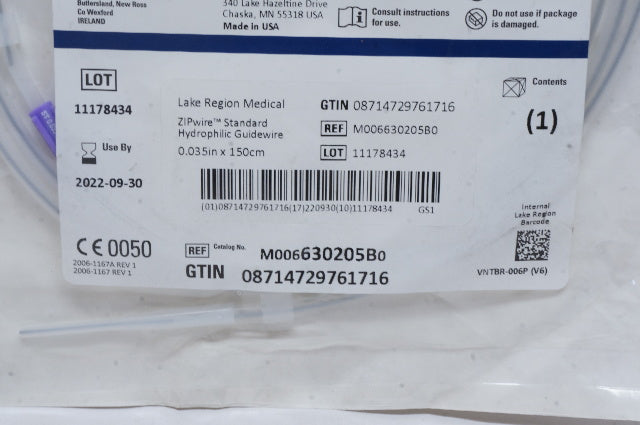 Butlersland, New Ross
Co Wexford
IRELAND
340 Lake Hazeltine Drive
Chaska, MN 55318 USA
Made in USA
Consult instructions
for use.
Do not use if package
is damaged.
LOT
11178434
Use By
2022-09-30
Lake Region Medical
ZIPwire™ Standard
Hydrophilic Guidewire
0.035in x 150cm
GTIN 08714729761716
REF M006630205B0
LOT 11178434
(01)08714729761716(17)220930(10)11178434 GS1
Contents
(1)
Internal
Lake Region
Barcode
VNTBR-006P (V6)
CE 0050
2006-1167A REV 1
2006-1167 REV 1
REF Catalog No. M006630205B0
GTIN 08714729761716